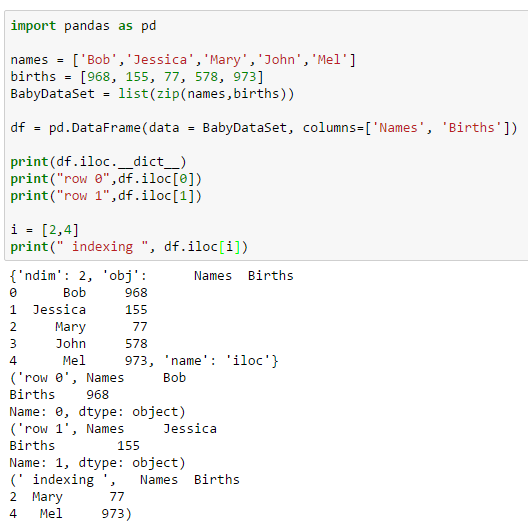 import pandas as pd
names = ['Bob','Jessica','Mary','John','Mel']
births = [968, 155, 77, 578, 973]
BabyDataSet = list(zip(names,births))
df = pd.DataFrame(data = BabyDataSet, columns=['Names', 'Births'])
print(df.iloc.__dict__)
print("row 0",df.iloc[0])
print("row 1",df.iloc[1])
i = [2,4]
print(" indexing ", df.iloc[i])
{'ndim': 2, 'obj':      Names  Births
0      Bob     968
1  Jessica     155
2     Mary      77
3     John     578
4      Mel     973, 'name': 'iloc'}
('row 0', Names     Bob
Births    968
Name: 0, dtype: object)
('row 1', Names     Jessica
Births        155
Name: 1, dtype: object)
(' indexing ',   Names  Births
2  Mary      77
4   Mel     973)